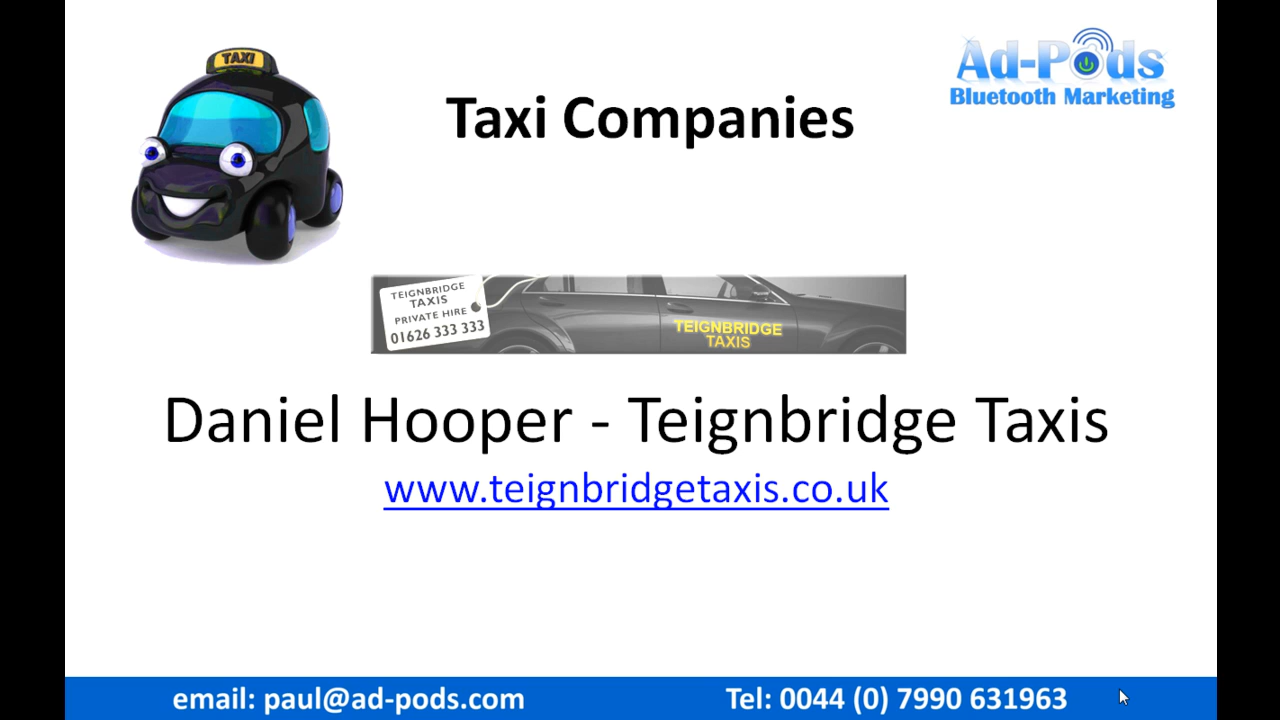 TAXI
Ad-Pods
Bluetooth Marketing
Taxi Companies
TEIGNBRIDGE
TAXIS
PRIVATE HIRE
01626 333 333
TEIGNBRIDGE
TAXIS
Daniel Hooper - Teignbridge Taxis
www.teignbridgetaxis.co.uk
email: paul@ad-pods.com
Tel: 0044 (0) 7990 631963